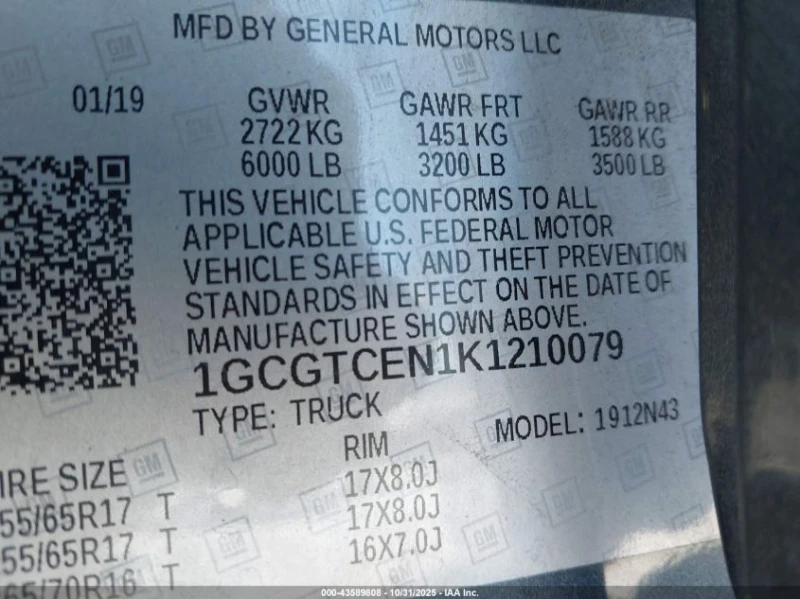 MFD BY GENERAL MOTORS LLC
01/19 GVWR GAWR FRT GAWR RR
2722 KG 1451 KG 1588 KG
6000 LB 3200 LB 3500 LB
THIS VEHICLE CONFORMS TO ALL
APPLICABLE U.S. FEDERAL MOTOR
VEHICLE SAFETY AND THEFT PREVENTION
STANDARDS IN EFFECT ON THE DATE OF
MANUFACTURE SHOWN ABOVE.
1GCGTCEN1K1210079
TYPE: TRUCK MODEL: 1912N43
IRE SIZE RIM
55/65R17 T 17X8.0J
55/65R17 T 17X8.0J
65/70R16 T 16X7.0J
000-43589808 - 10/31/2025 - IAA Inc.